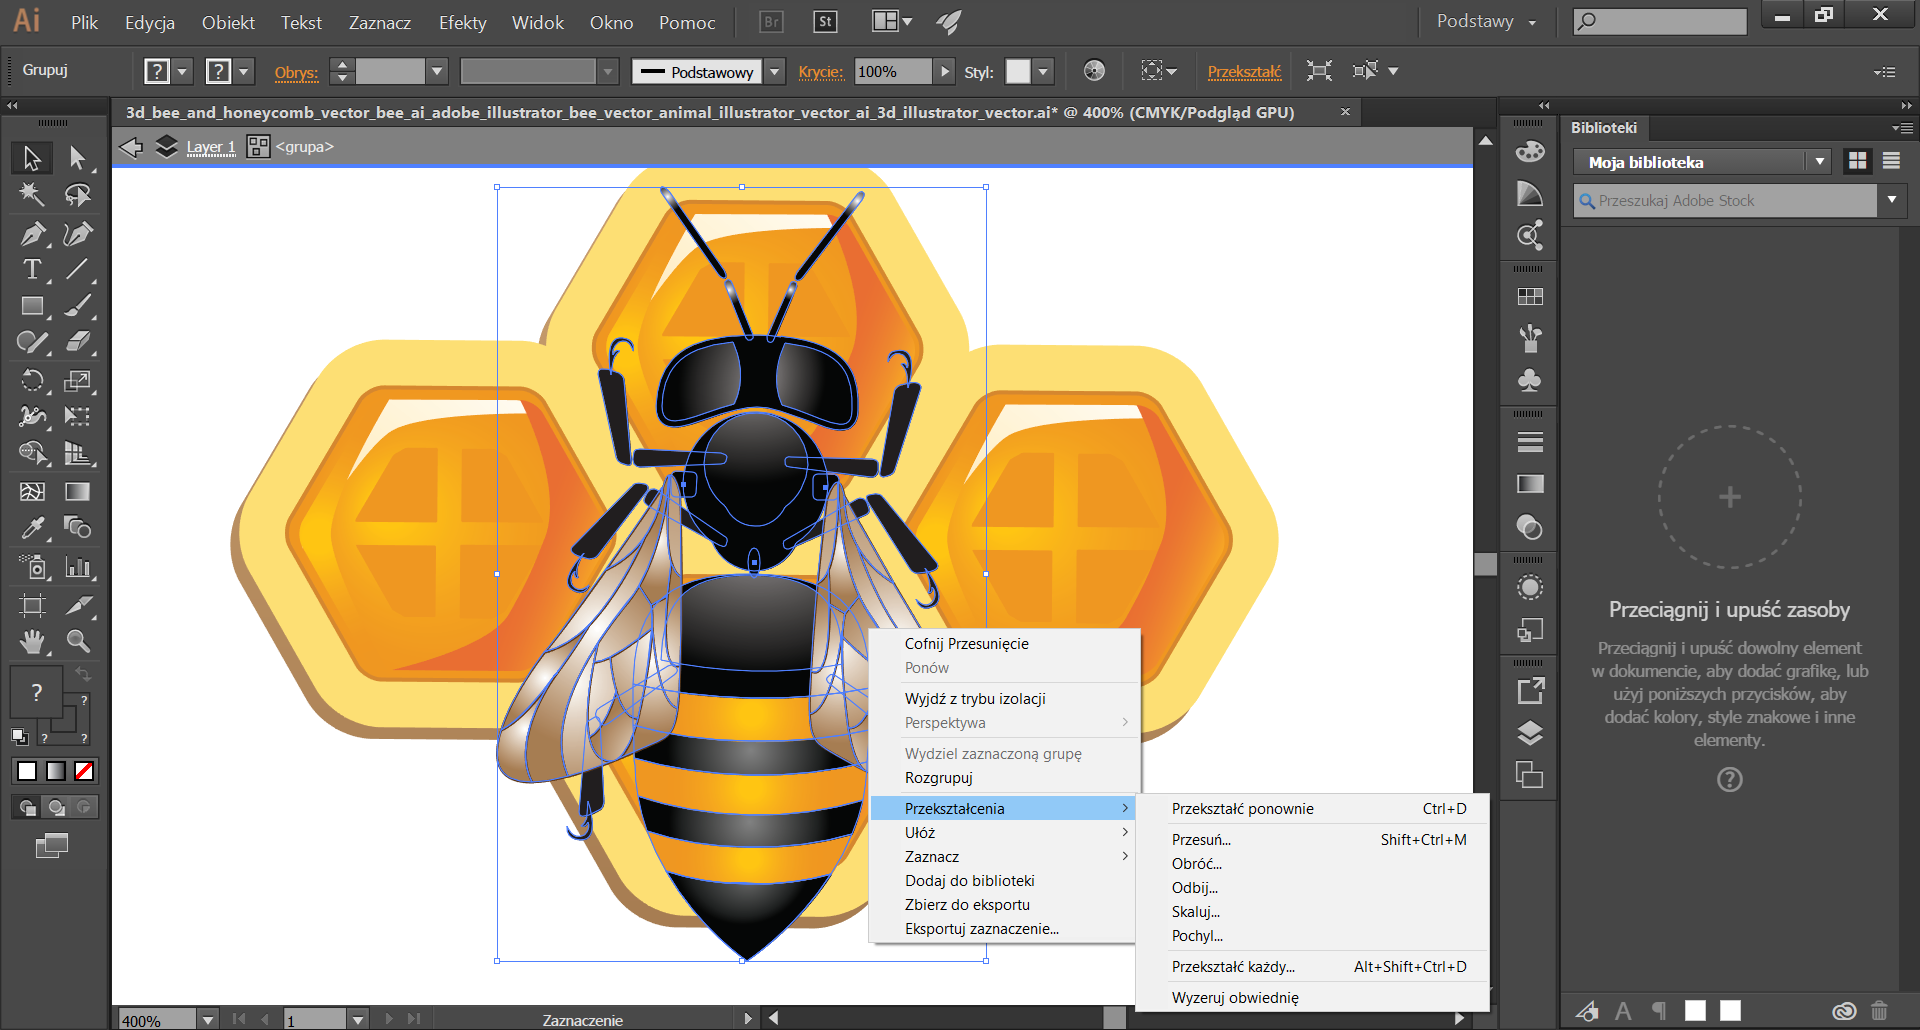 Ai Plik Edycja Obiekt Tekst Zaznacz Efekty Widok Okno Pomoc Br St Podstawy
Grupuj ? ? Obrys: Podstawowy Krycie: 100% Styl: Przekształć
3d_bee_and_honeycomb_vector_bee_ai_adobe_illustrator_bee_vector_animal_illustrator_vector_ai_3d_illustrator_vector.ai* @ 400% (CMYK/Podgląd GPU) ×
Layer 1 <grupa>
Biblioteki
Moja biblioteka
Przeszukaj Adobe Stock
Przeciągnij i upuść zasoby
Przeciągnij i upuść dowolny element
w dokumencie, aby dodać grafikę, lub
użyj poniższych przycisków, aby
dodać kolory, style znakowe i inne
elementy.
?
T
?
?
? ?
Cofnij Przesunięcie
Ponów
Wyjdź z trybu izolacji
Perspektywa
Wydziel zaznaczoną grupę
Rozgrupuj
Przekształcenia
Ułóż
Zaznacz
Dodaj do biblioteki
Zbierz do eksportu
Eksportuj zaznaczenie...
Przekształć ponownie Ctrl+D
Przesuń... Shift+Ctrl+M
Obróć...
Odbij...
Skaluj...
Pochyl...
Przekształć każdy... Alt+Shift+Ctrl+D
Wyzeruj obwiednię
400% 1 Zaznaczenie
A ¶